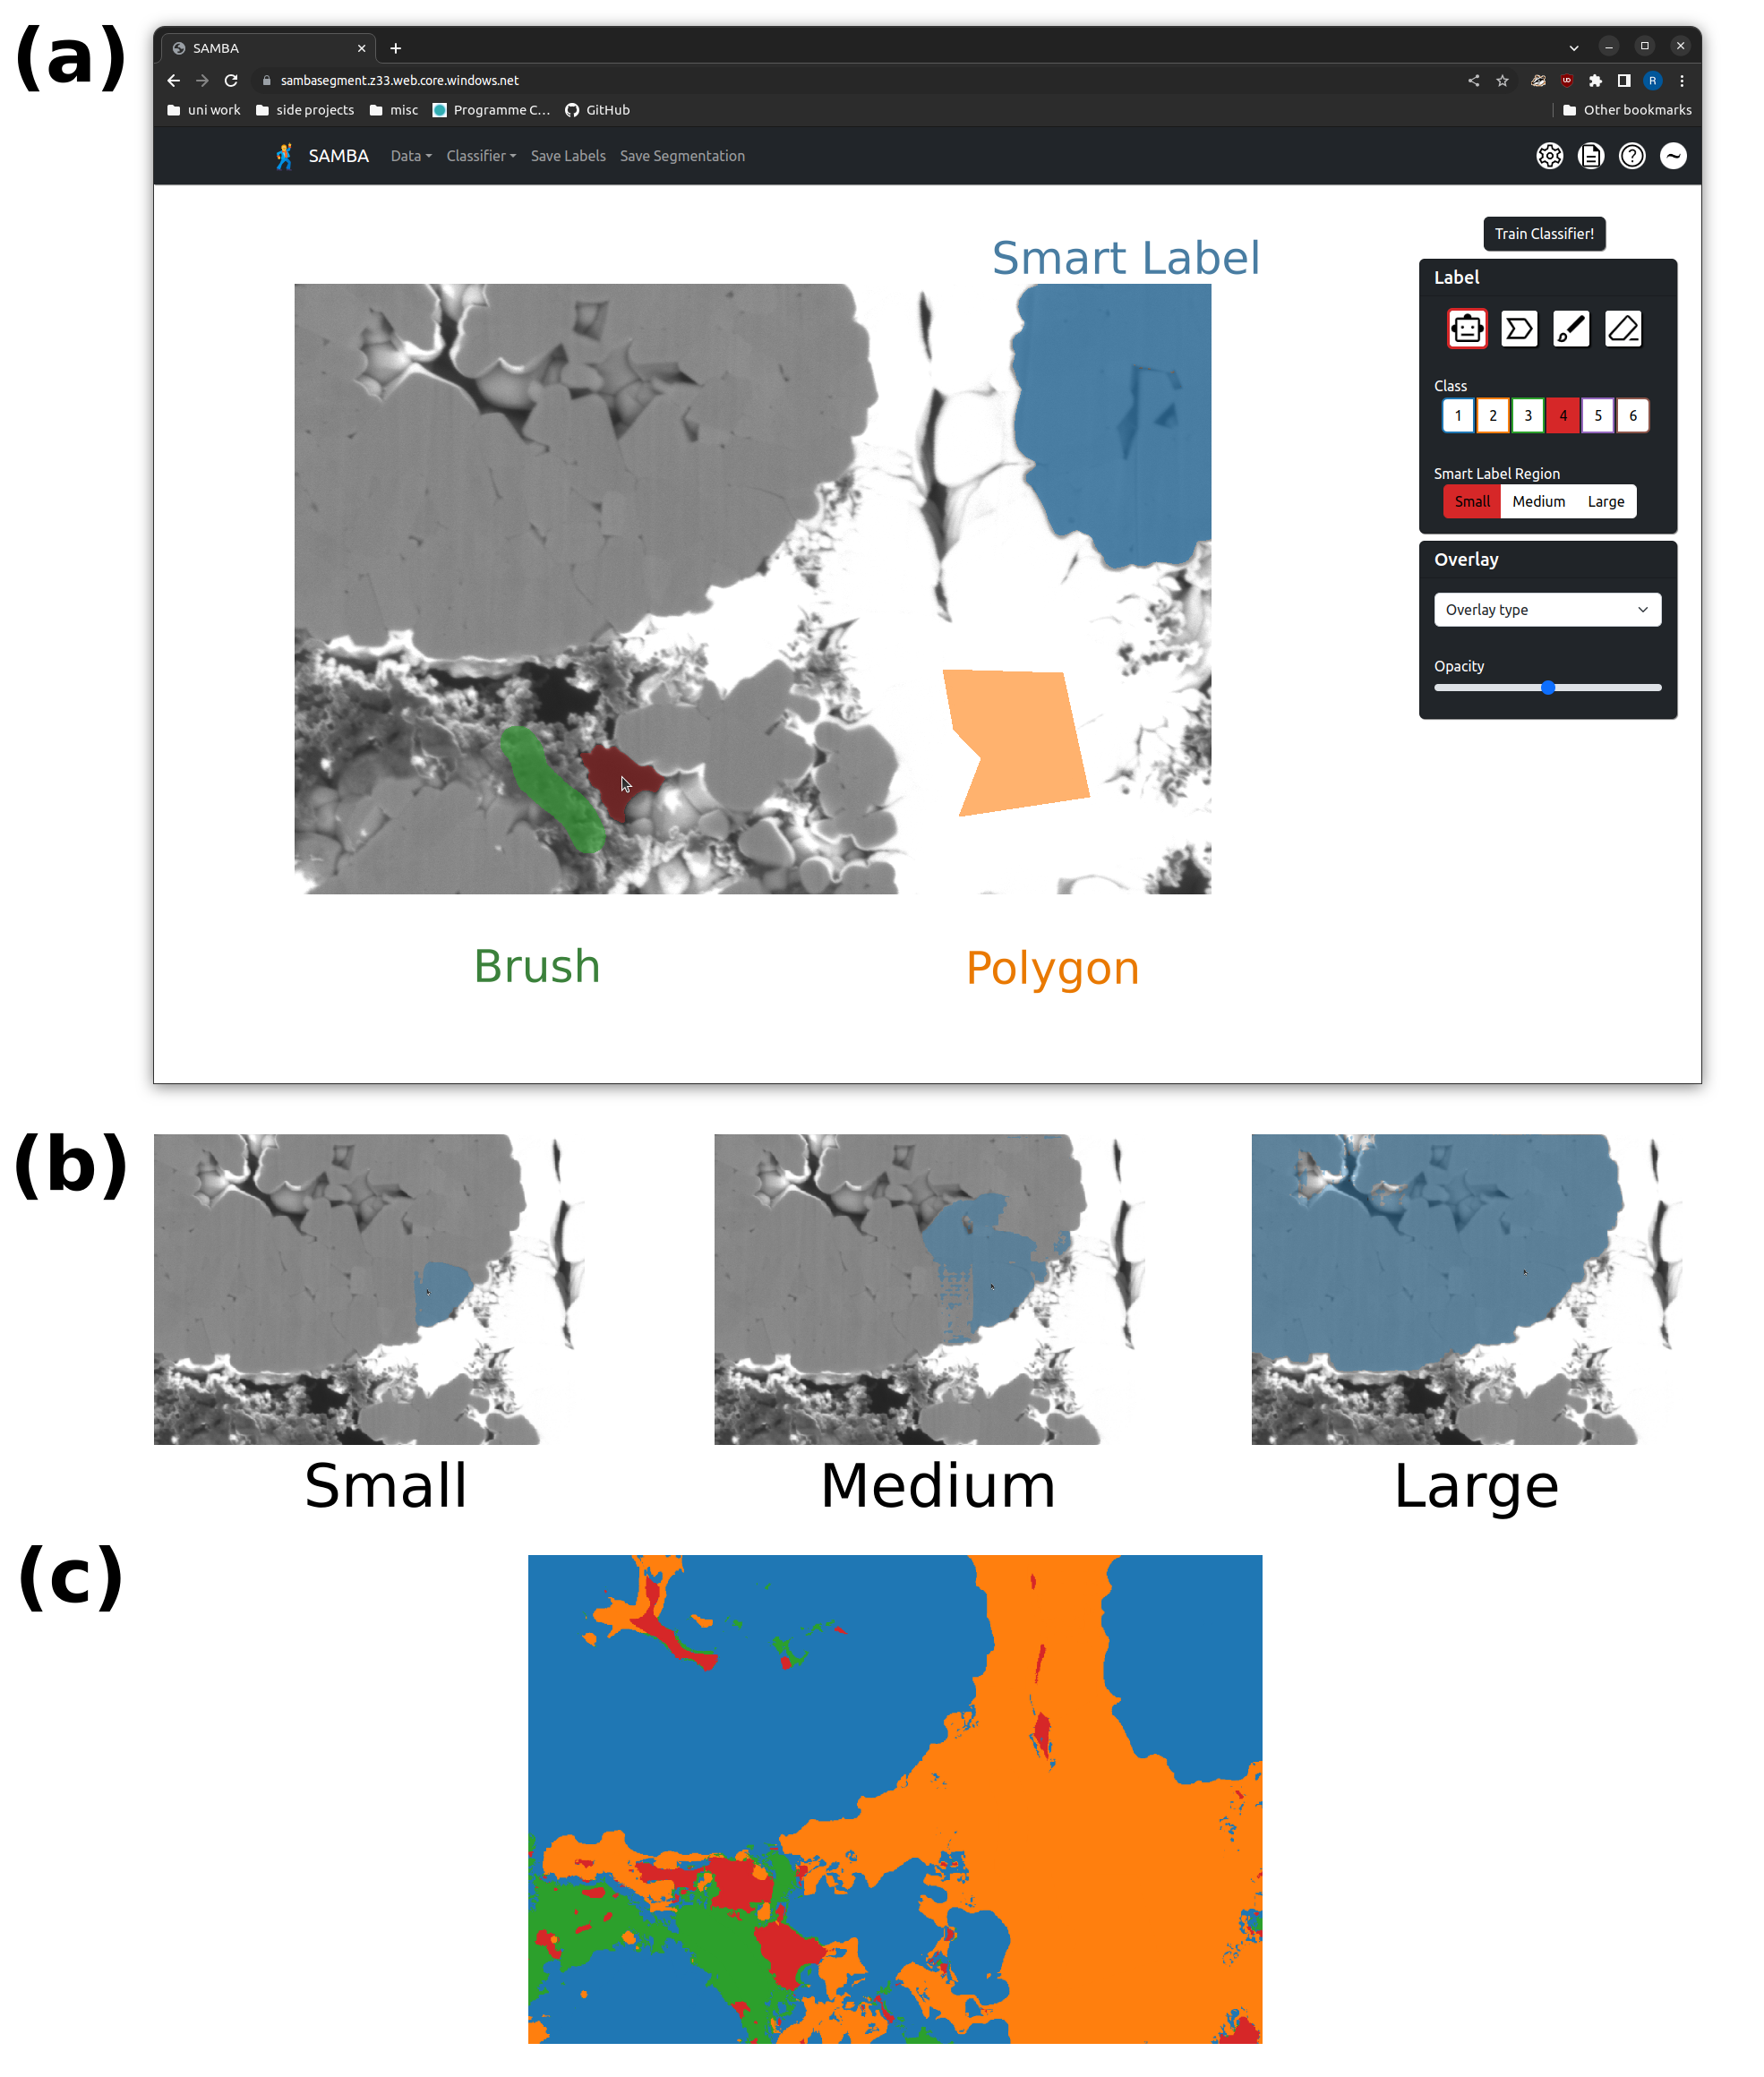 (a)
SAMBA
sambasegment.z33.web.core.windows.net
R
uni work side projects misc Programme C... GitHub Other bookmarks
SAMBA Data Classifier Save Labels Save Segmentation
Train Classifier!
Smart Label
Label
Class
1 2 3 4 5 6
Smart Label Region
Small Medium Large
Overlay
Overlay type
Opacity
Brush
Polygon
(b)
Small
Medium
Large
(c)